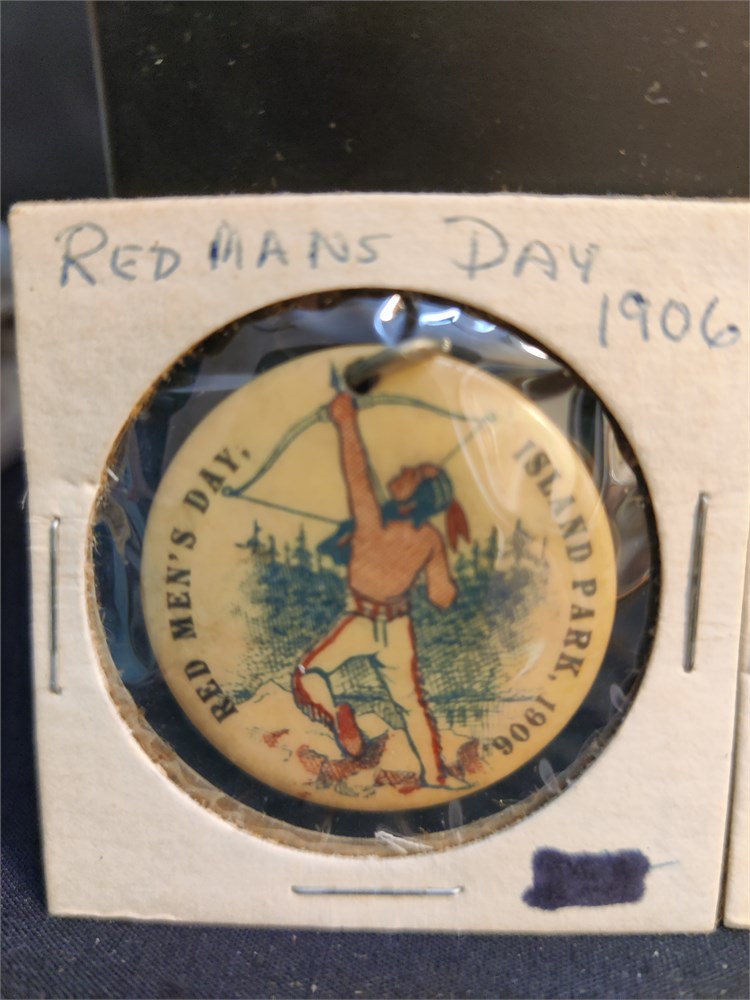 RED MANS DAY
1906
RED MEN'S DAY,
ISLAND PARK, 1906